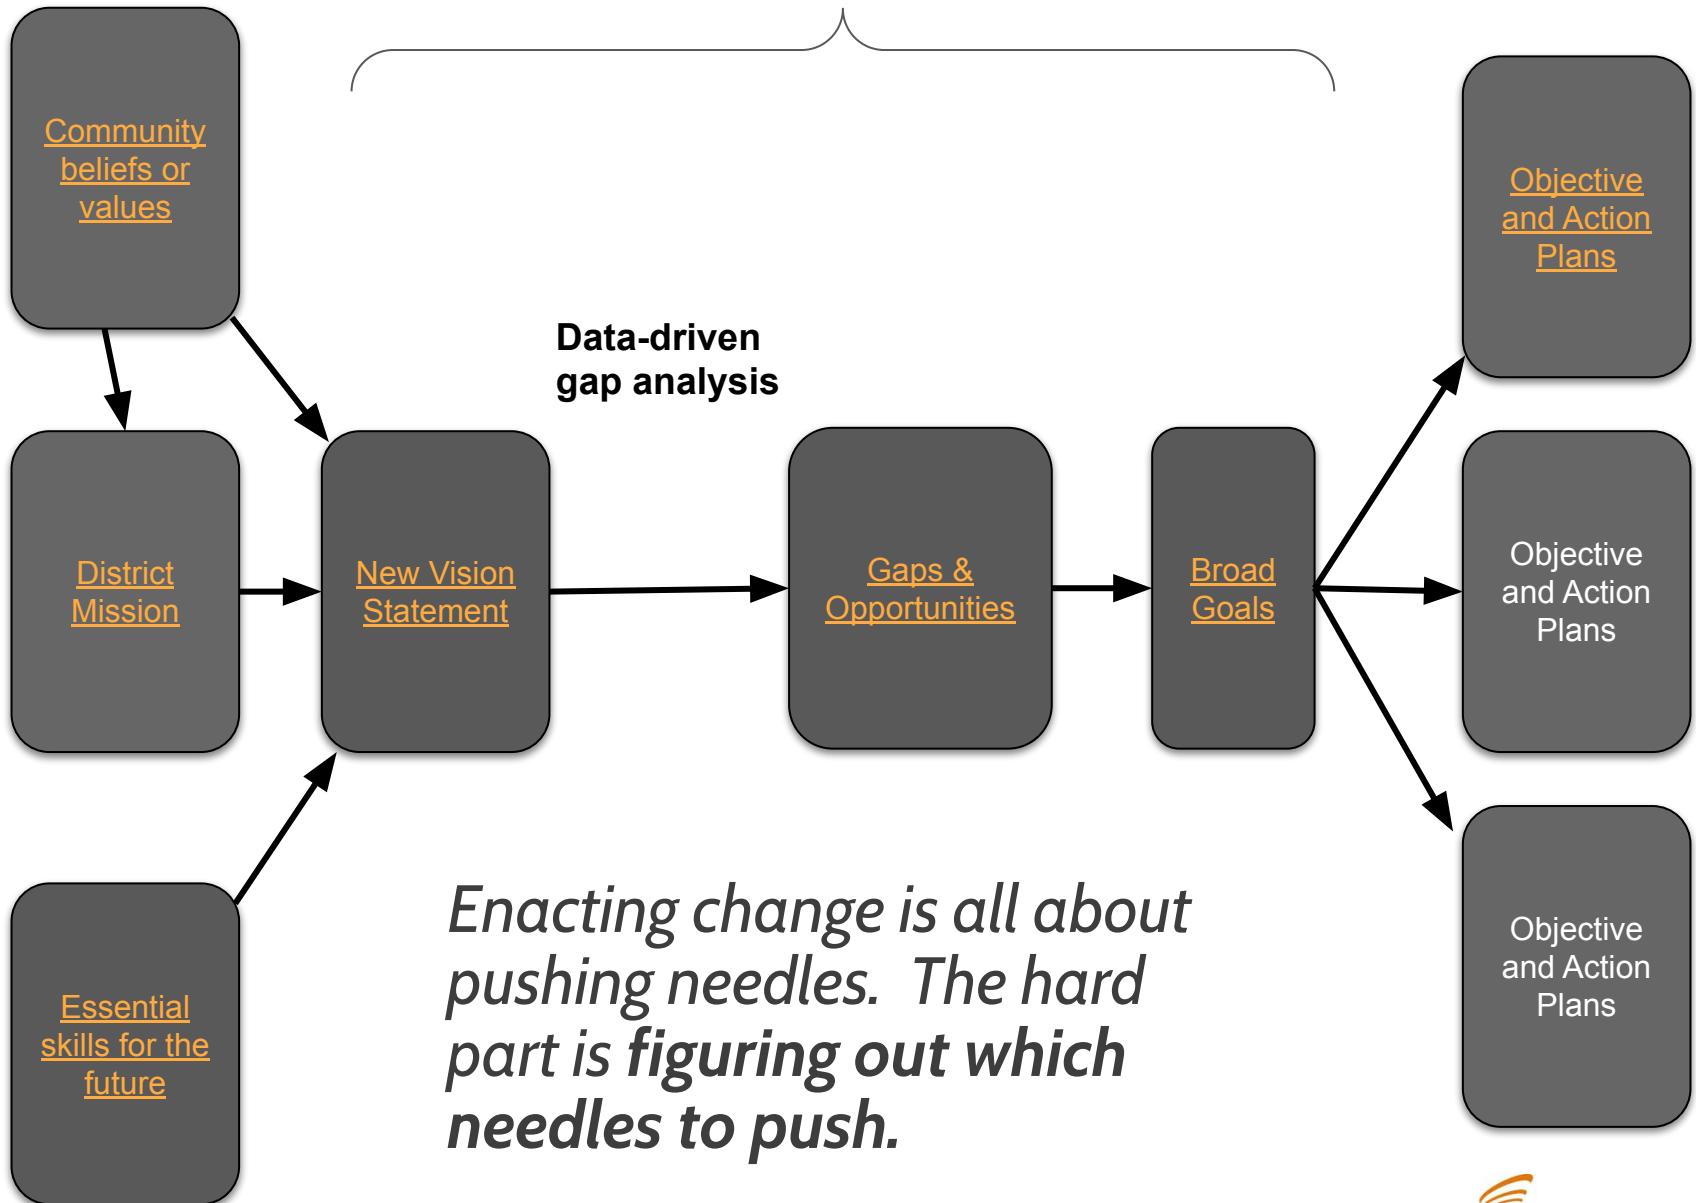 Community
beliefs or
values
Objective
and Action
Plans
Data-driven
gap analysis
District
Mission
New Vision
Statement
Gaps &
Opportunities
Broad
Goals
Objective
and Action
Plans
Essential
skills for the
future
Enacting change is all about
pushing needles.  The hard
part is figuring out which
needles to push.
Objective
and Action
Plans